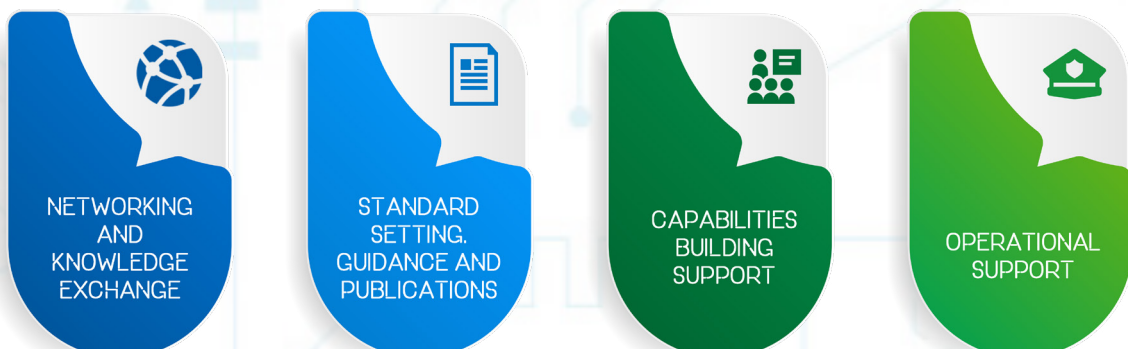 NETWORKING
AND
KNOWLEDGE
EXCHANGE
STANDARD
SETTING,
GUIDANCE AND
PUBLICATIONS
CAPABILITIES
BUILDING
SUPPORT
OPERATIONAL
SUPPORT